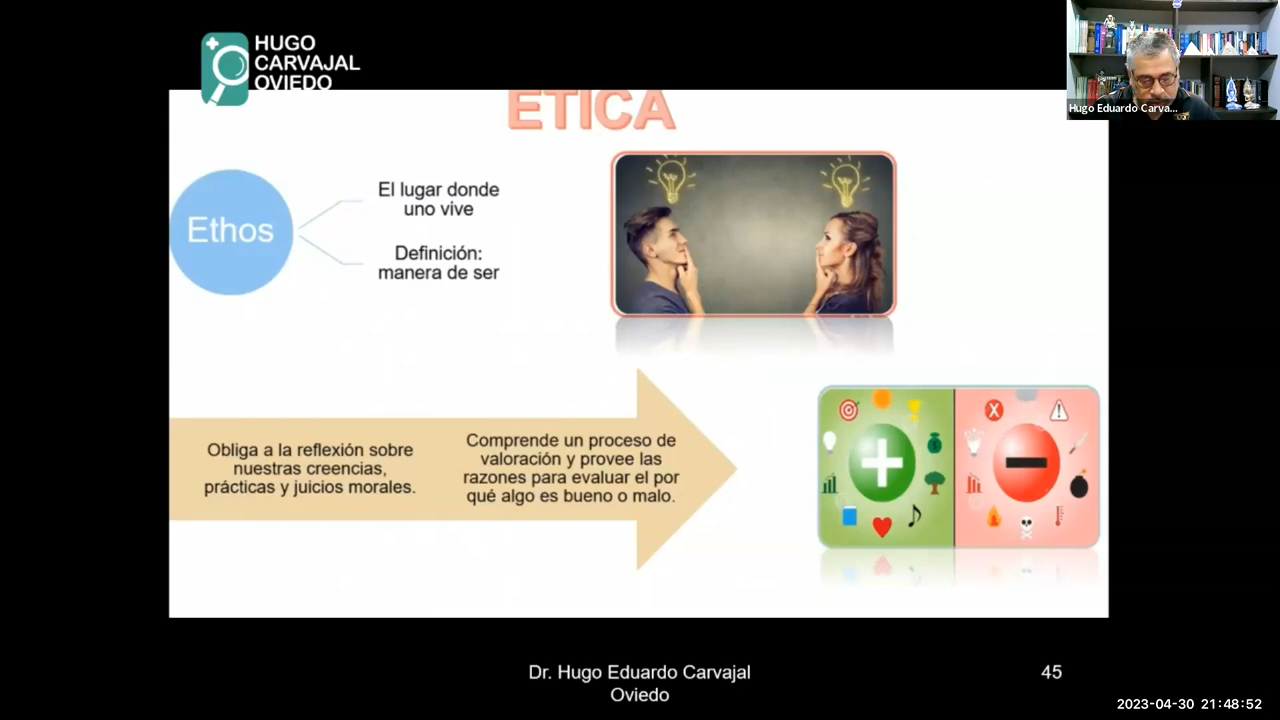 HUGO
CARVAJAL
OVIEDO
Hugo Eduardo Carva...
ETICA
Ethos
El lugar donde
uno vive
Definición:
manera de ser
Obliga a la reflexión sobre
nuestras creencias,
prácticas y juicios morales.
Comprende un proceso de
valoración y provee las
razones para evaluar el por
qué algo es bueno o malo.
Dr. Hugo Eduardo Carvajal
Oviedo
45
2023-04-30 21:48:52